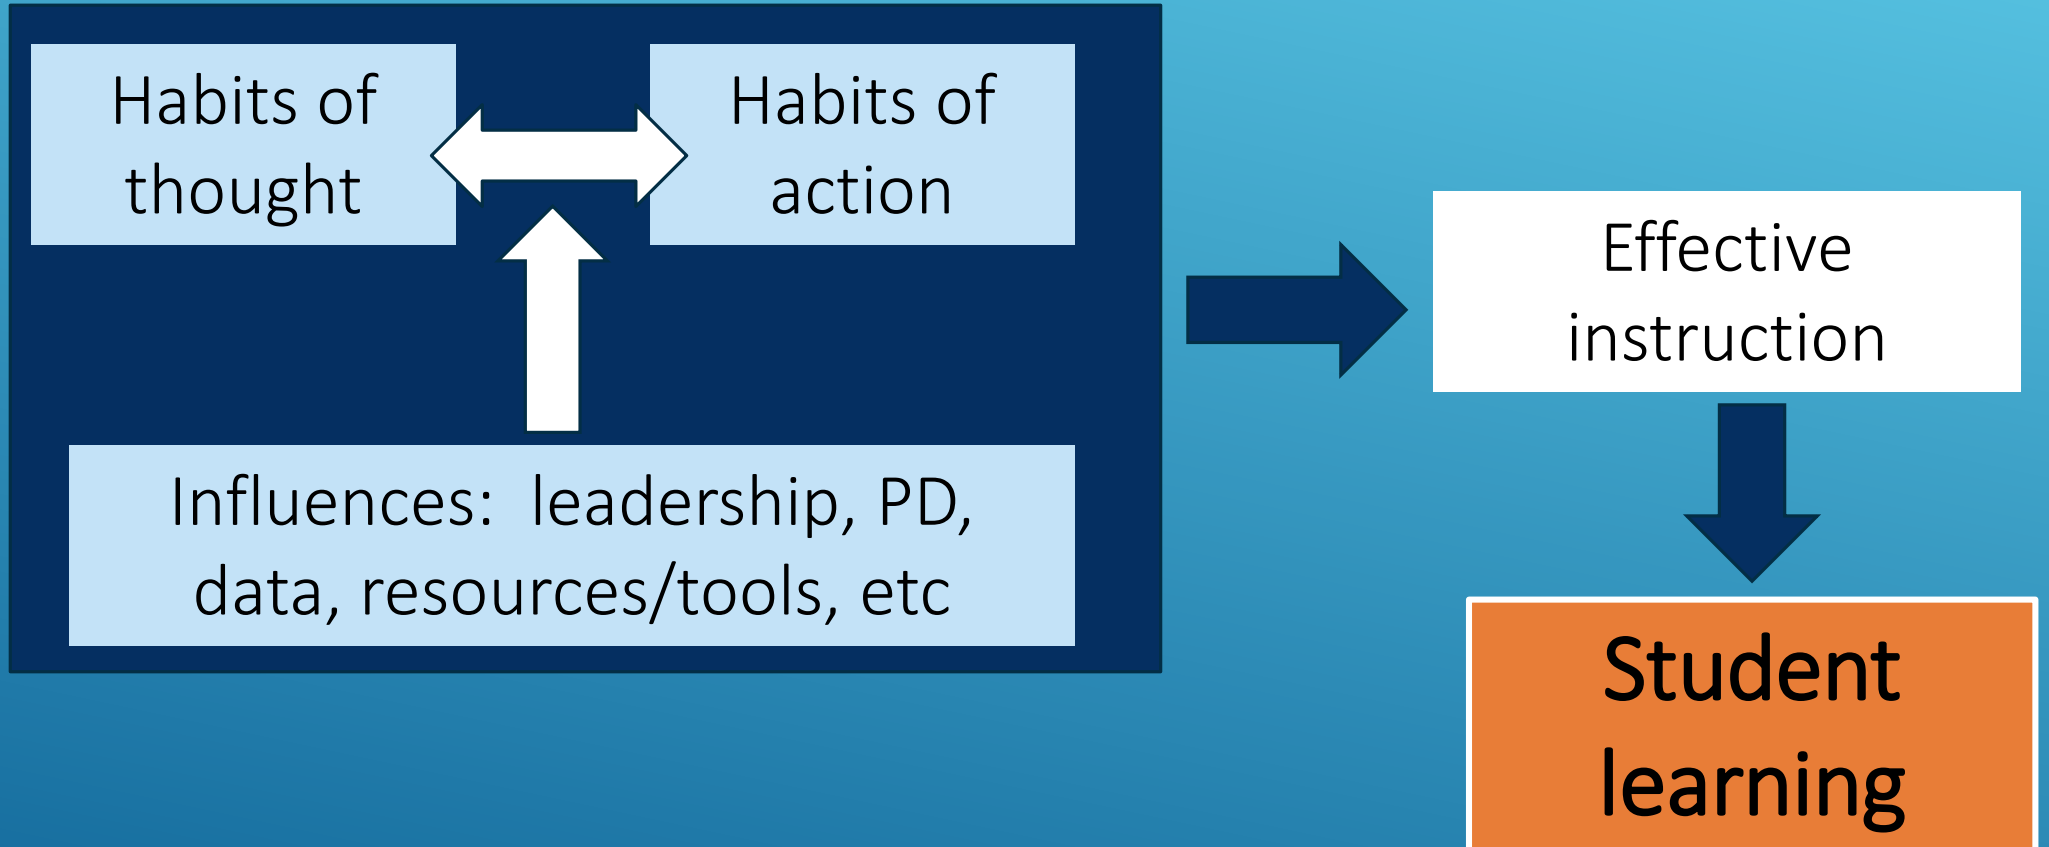 Habits of
thought
Habits of
action
Effective
instruction
Influences:  leadership, PD,
data, resources/tools, etc
Student
learning